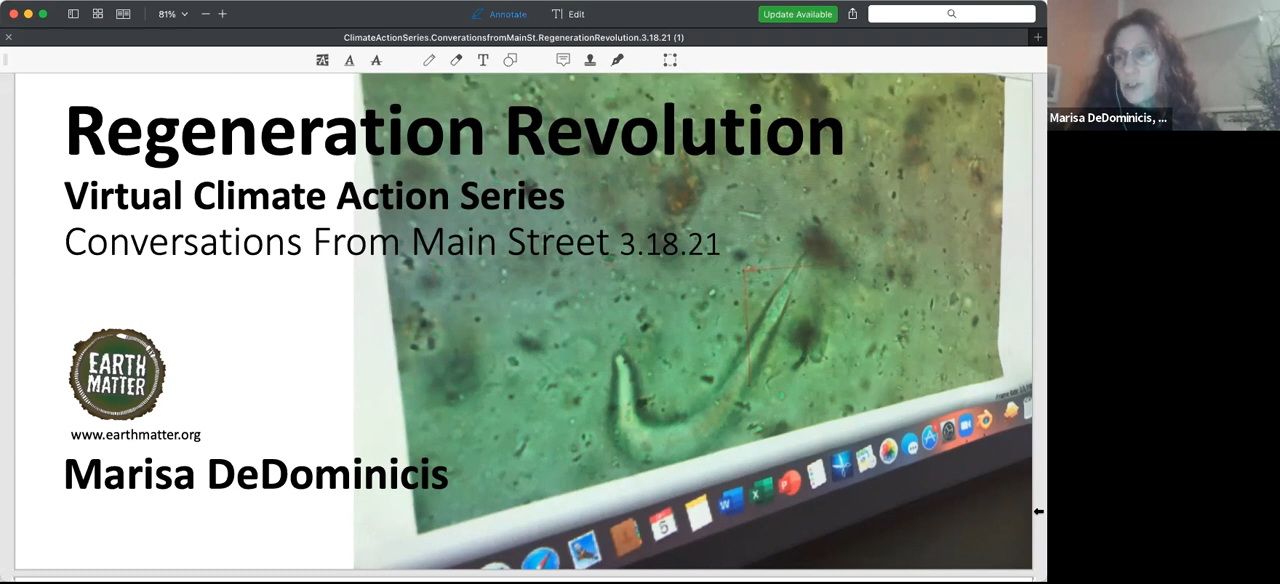 81%
Annotate
Edit
Update Available
ClimateActionSeries.ConverationsfromMainSt.RegenerationRevolution.3.18.21 (1)
Marisa DeDominicis, ...
Regeneration Revolution
Virtual Climate Action Series
Conversations From Main Street 3.18.21
EARTH
MATTER
www.earthmatter.org
Marisa DeDominicis